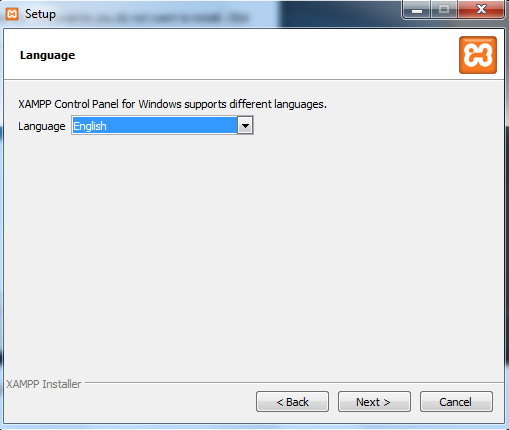 Setup
Language
XAMPP Control Panel for Windows supports different languages.
Language English
XAMPP Installer
< Back Next > Cancel